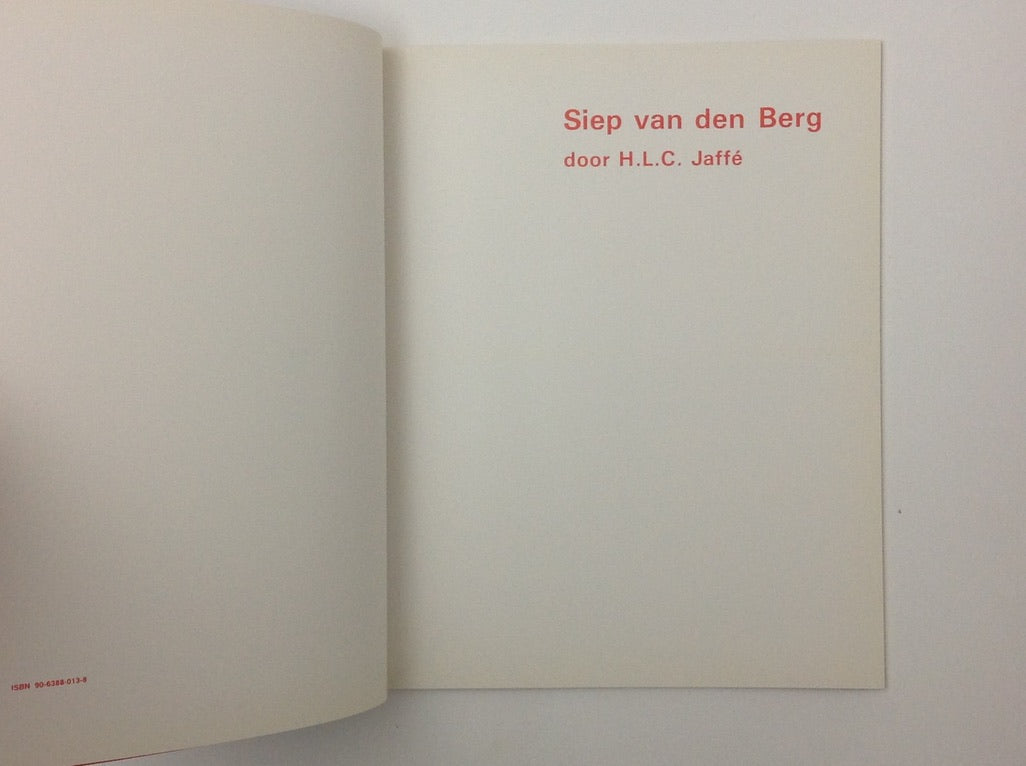 Siep van den Berg
door H.L.C. Jaffé
ISBN 90-6388-013-8